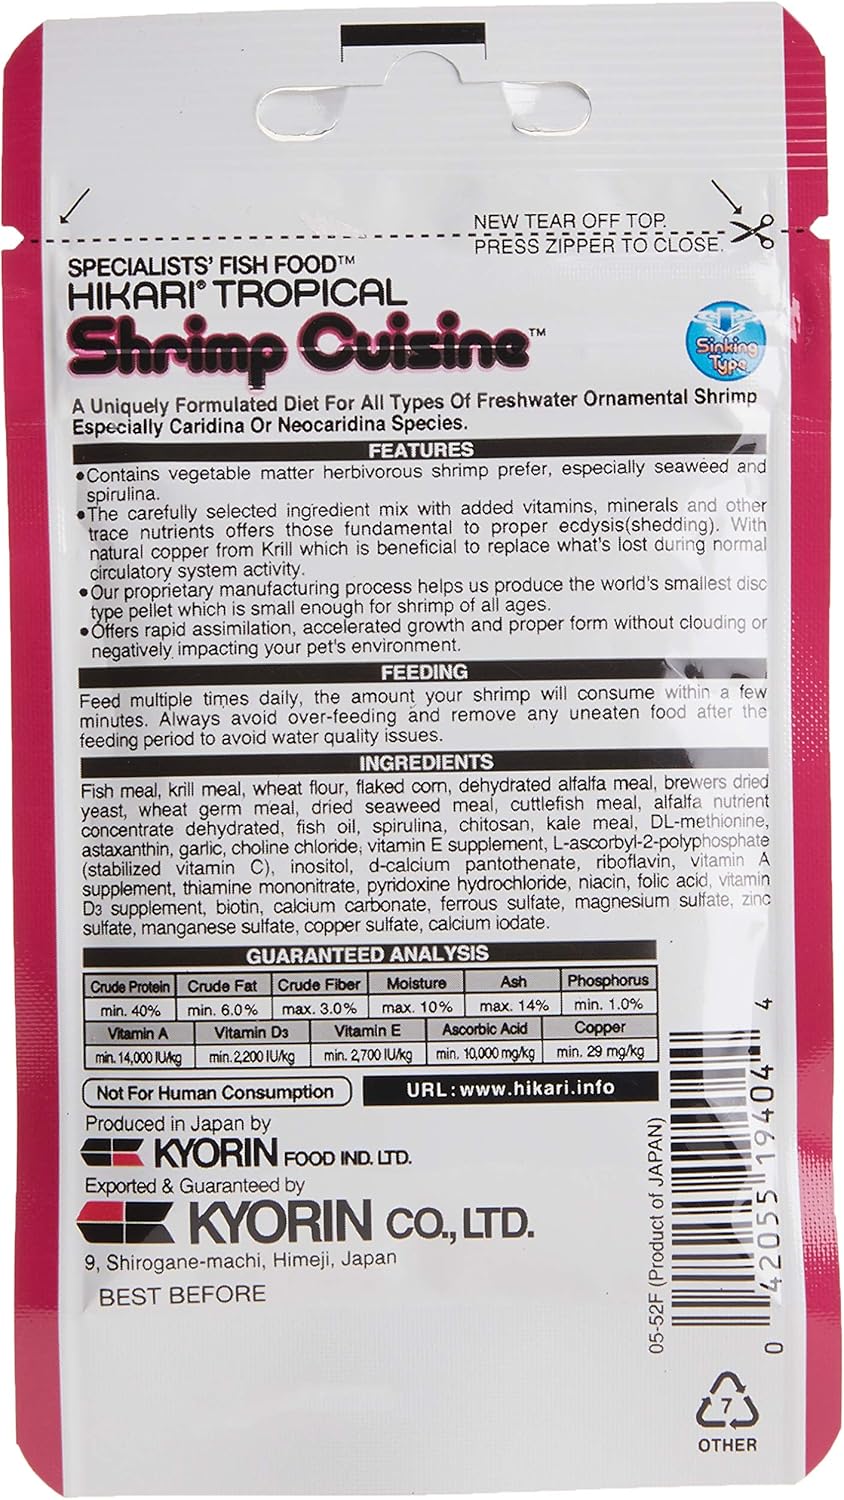 NEW TEAR OFF TOP.
PRESS ZIPPER TO CLOSE.
SPECIALISTS' FISH FOOD™
HIKARI® TROPICAL
Shrimp Cuisine™
Sinking
Type
A Uniquely Formulated Diet For All Types Of Freshwater Ornamental Shrimp
Especially Caridina Or Neocaridina Species.
FEATURES
•Contains vegetable matter herbivorous shrimp prefer, especially seaweed and
spirulina.
•The carefully selected ingredient mix with added vitamins, minerals and other
trace nutrients offers those fundamental to proper ecdysis(shedding). With
natural copper from Krill which is beneficial to replace what's lost during normal
circulatory system activity.
•Our proprietary manufacturing process helps us produce the world's smallest disc
type pellet which is small enough for shrimp of all ages.
•Offers rapid assimilation, accelerated growth and proper form without clouding or
negatively impacting your pet's environment.
FEEDING
Feed multiple times daily, the amount your shrimp will consume within a few
minutes. Always avoid over-feeding and remove any uneaten food after the
feeding period to avoid water quality issues.
INGREDIENTS
Fish meal, krill meal, wheat flour, flaked corn, dehydrated alfalfa meal, brewers dried
yeast, wheat germ meal, dried seaweed meal, cuttlefish meal, alfalfa nutrient
concentrate dehydrated, fish oil, spirulina, chitosan, kale meal, DL-methionine,
astaxanthin, garlic, choline chloride, vitamin E supplement, L-ascorbyl-2-polyphosphate
(stabilized vitamin C), inositol, d-calcium pantothenate, riboflavin, vitamin A
supplement, thiamine mononitrate, pyridoxine hydrochloride, niacin, folic acid, vitamin
D3 supplement, biotin, calcium carbonate, ferrous sulfate, magnesium sulfate, zinc
sulfate, manganese sulfate, copper sulfate, calcium iodate.
GUARANTEED ANALYSIS
Crude Protein Crude Fat Crude Fiber Moisture Ash Phosphorus
min. 40% min. 6.0% max. 3.0% max. 10% max. 14% min. 1.0%
Vitamin A Vitamin D3 Vitamin E Ascorbic Acid Copper
min. 14,000 IU/kg min. 2,200 IU/kg min. 2,700 IU/kg min. 10,000 mg/kg min. 29 mg/kg
Not For Human Consumption
URL:www.hikari.info
Produced in Japan by
KYORIN FOOD IND. LTD.
Exported & Guaranteed by
KYORIN CO., LTD.
9, Shirogane-machi, Himeji, Japan
BEST BEFORE
05-52F (Product of JAPAN)
0 42055 19404 4
7
OTHER